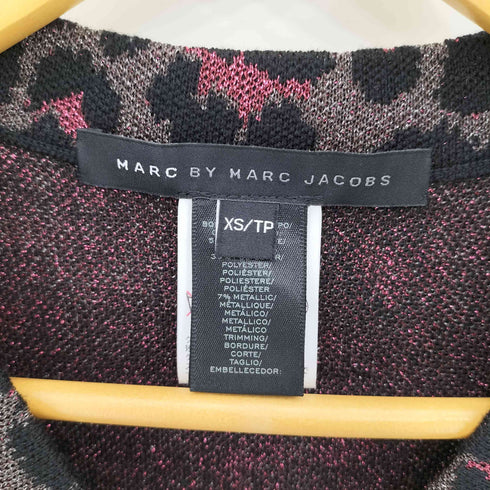 MARC BY MARC JACOBS
XS/TP
POLYESTER/
POLIÉSTER/
POLIESTERE/
POLIÉSTER
7% METALLIC/
MÉTALLIQUE/
METÁLICO/
METALLICO/
METÁLICO
TRIMMING/
BORDURE/
CORTE/
TAGLIO/
EMBELLECEDOR: